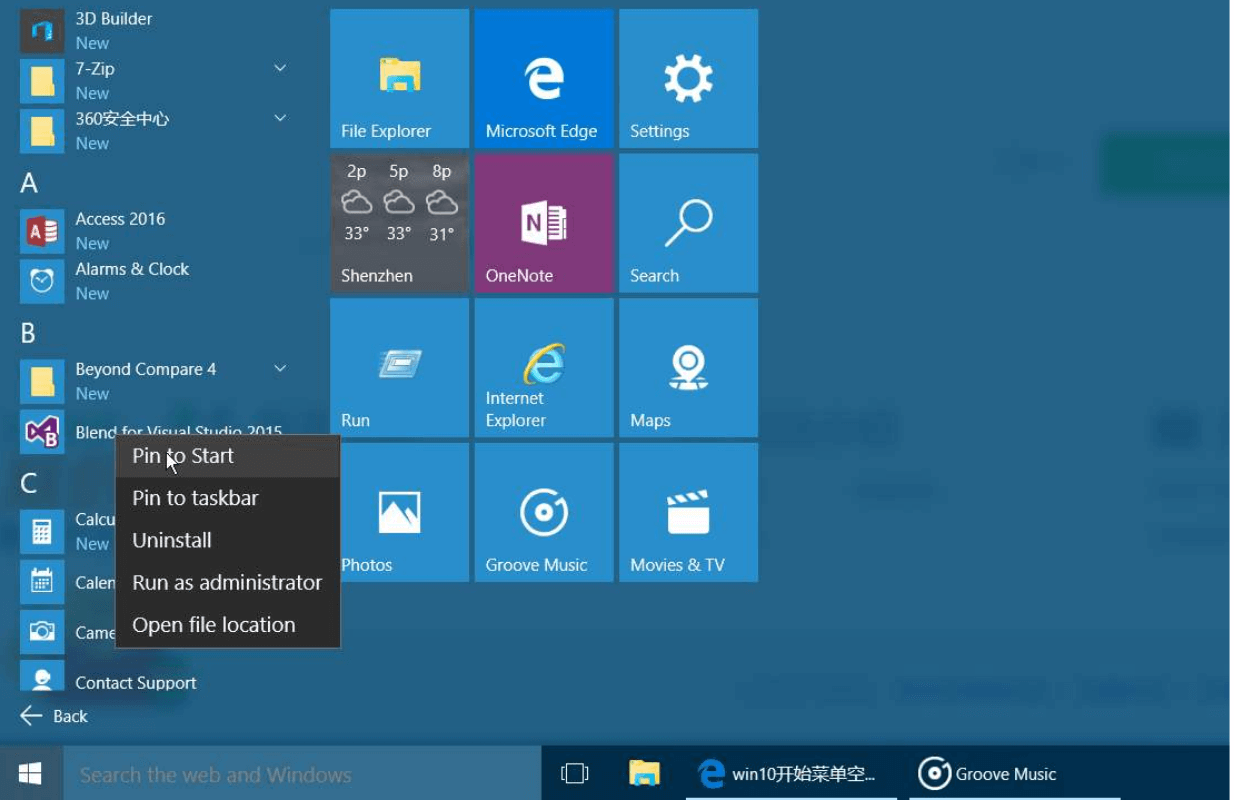 3D Builder
New
7-Zip
New
360安全中心
New
A
Access 2016
New
Alarms & Clock
New
B
Beyond Compare 4
New
Blend for Visual Studio 2015
C
Calcu
New
Calen
Came
Contact Support
Back
Pin to Start
Pin to taskbar
Uninstall
Run as administrator
Open file location
File Explorer
Microsoft Edge
Settings
2p 5p 8p
33° 33° 31°
Shenzhen
OneNote
Search
Run
Internet
Explorer
Maps
Photos
Groove Music
Movies & TV
Search the web and Windows
win10开始菜单空...
Groove Music